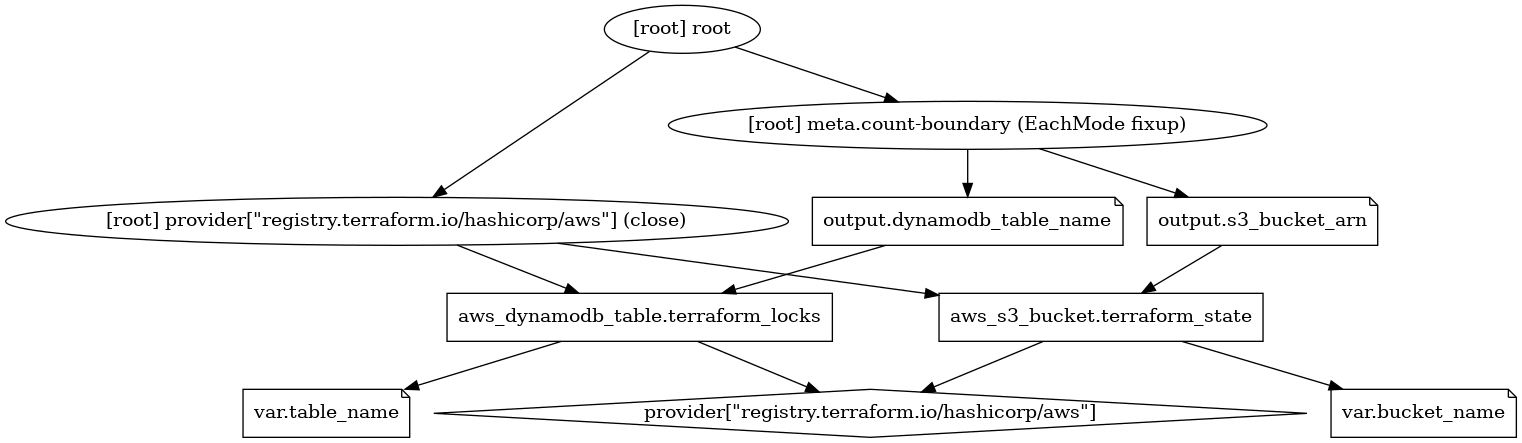 [root] root
[root] meta.count-boundary (EachMode fixup)
[root] provider["registry.terraform.io/hashicorp/aws"] (close)
output.dynamodb_table_name
output.s3_bucket_arn
aws_dynamodb_table.terraform_locks
aws_s3_bucket.terraform_state
var.table_name
provider["registry.terraform.io/hashicorp/aws"]
var.bucket_name